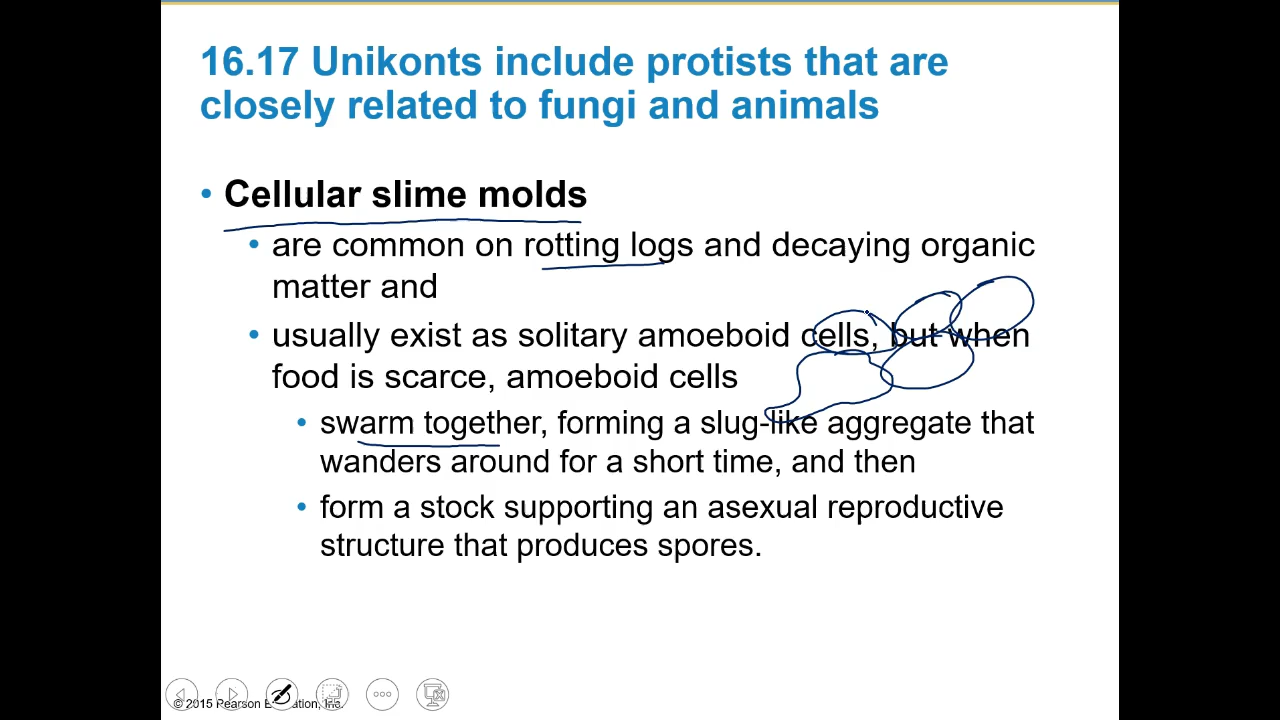 16.17 Unikonts include protists that are
closely related to fungi and animals
• Cellular slime molds
• are common on rotting logs and decaying organic
matter and
• usually exist as solitary amoeboid cells, but when
food is scarce, amoeboid cells
• swarm together, forming a slug-like aggregate that
wanders around for a short time, and then
• form a stock supporting an asexual reproductive
structure that produces spores.
© 2015 Pearson Inc.